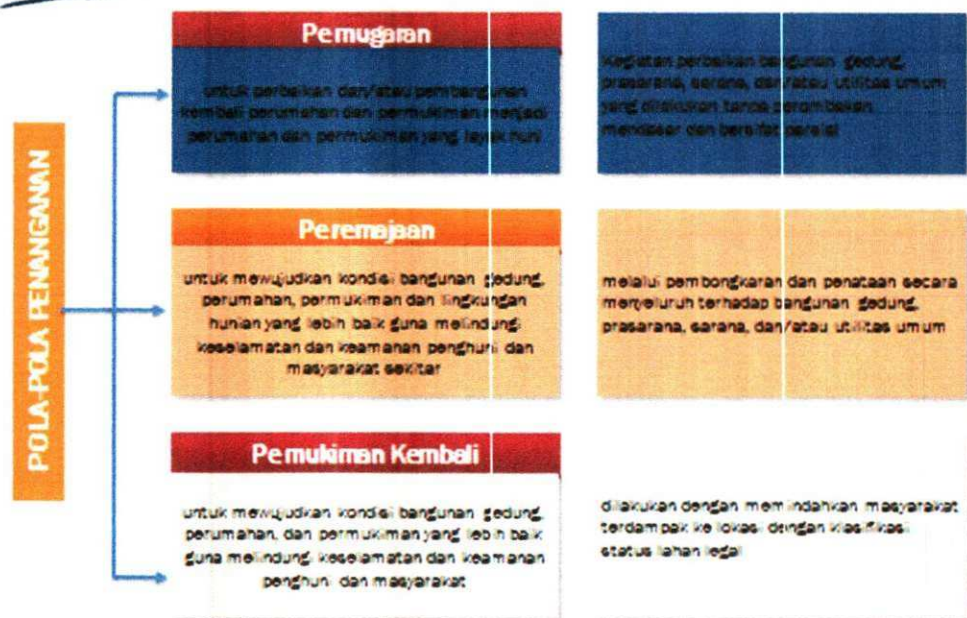 POLA-POLA PENANGANAN
Pemugaran
untuk perbaikan dan/atau pembangunan
kembali perumahan dan permukiman menjadi
perumahan dan permukiman yang layak huni
Kegiatan perbaikan bangunan gedung,
prasarana, sarana, dan/atau utilitas umum
yang dilakukan tanpa perombakan
mendasar dan bersifat parsial
Peremajaan
untuk mewujudkan kondisi bangunan gedung,
perumahan, permukiman dan lingkungan
hunian yang lebih baik guna melindungi
keselamatan dan keamanan penghuni dan
masyarakat sekitar
melalui pembongkaran dan penataan secara
menyeluruh terhadap bangunan gedung,
prasarana, sarana, dan/atau utilitas umum
Pemukiman Kembali
untuk mewujudkan kondisi bangunan gedung,
perumahan, dan permukiman yang lebih baik
guna melindungi keselamatan dan keamanan
penghuni dan masyarakat
dilakukan dengan memindahkan masyarakat
terdampak ke lokasi dengan klasifikasi
status lahan legal